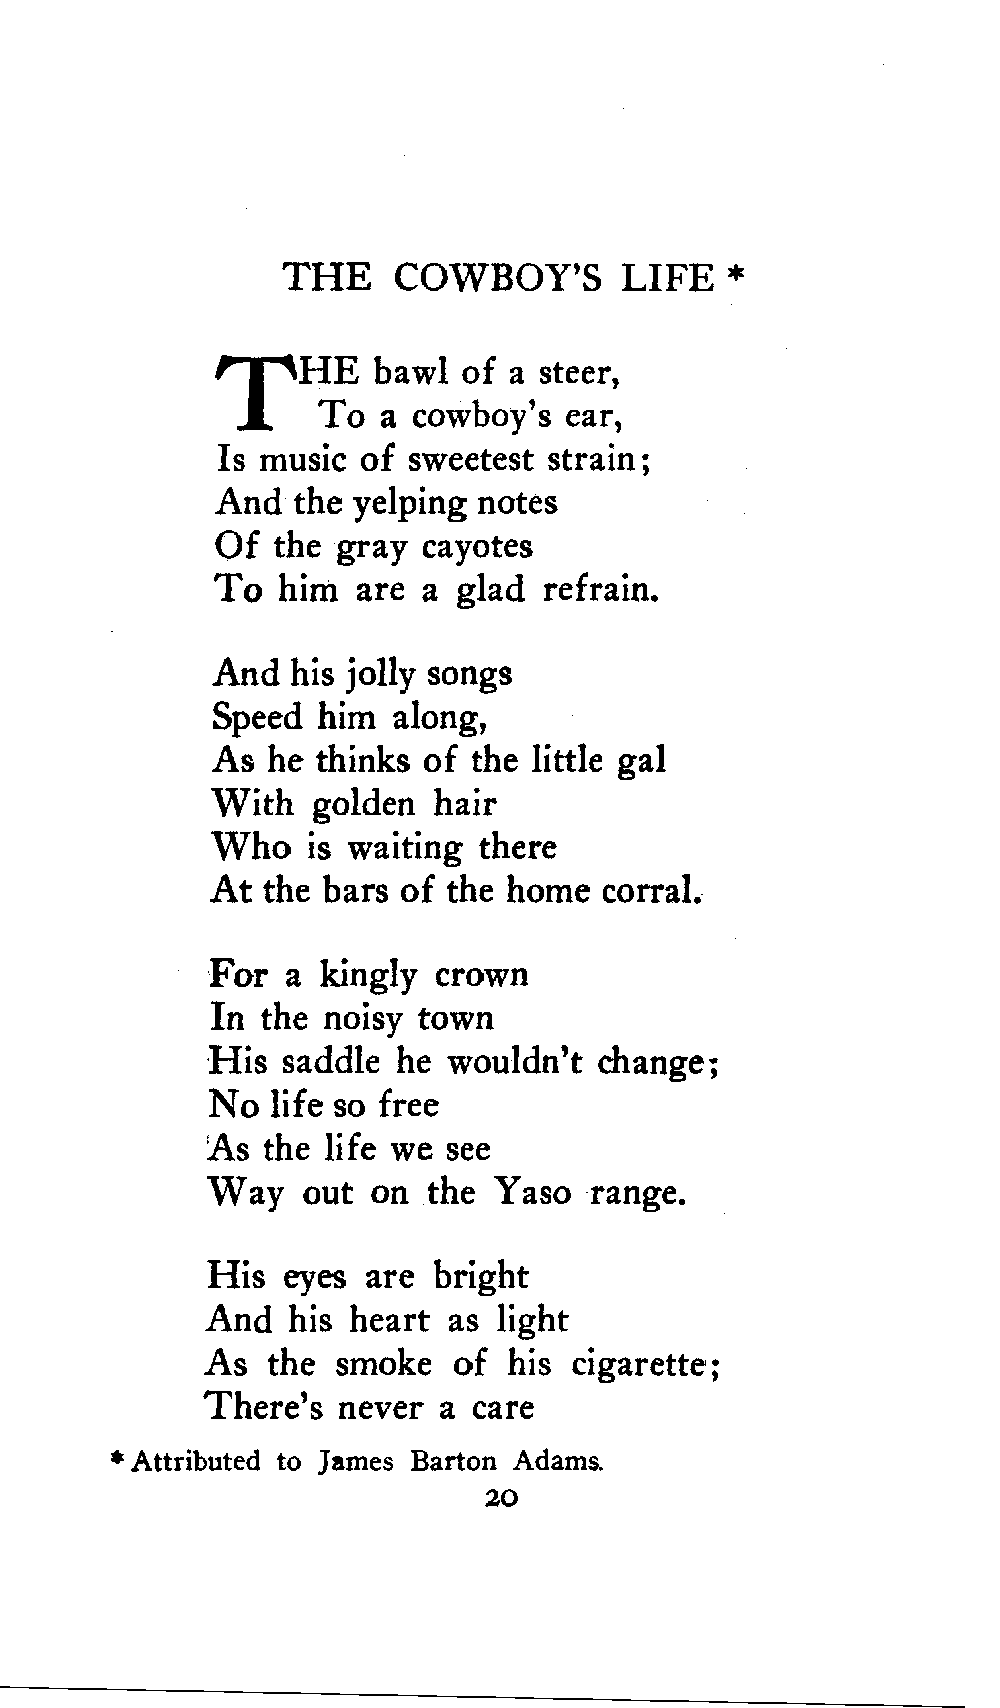 THE COWBOY'S LIFE *
THE bawl of a steer,
To a cowboy's ear,
Is music of sweetest strain;
And the yelping notes
Of the gray cayotes
To him are a glad refrain.
And his jolly songs
Speed him along,
As he thinks of the little gal
With golden hair
Who is waiting there
At the bars of the home corral.
For a kingly crown
In the noisy town
His saddle he wouldn't change;
No life so free
As the life we see
Way out on the Yaso range.
His eyes are bright
And his heart as light
As the smoke of his cigarette;
There's never a care
* Attributed to James Barton Adams.
20